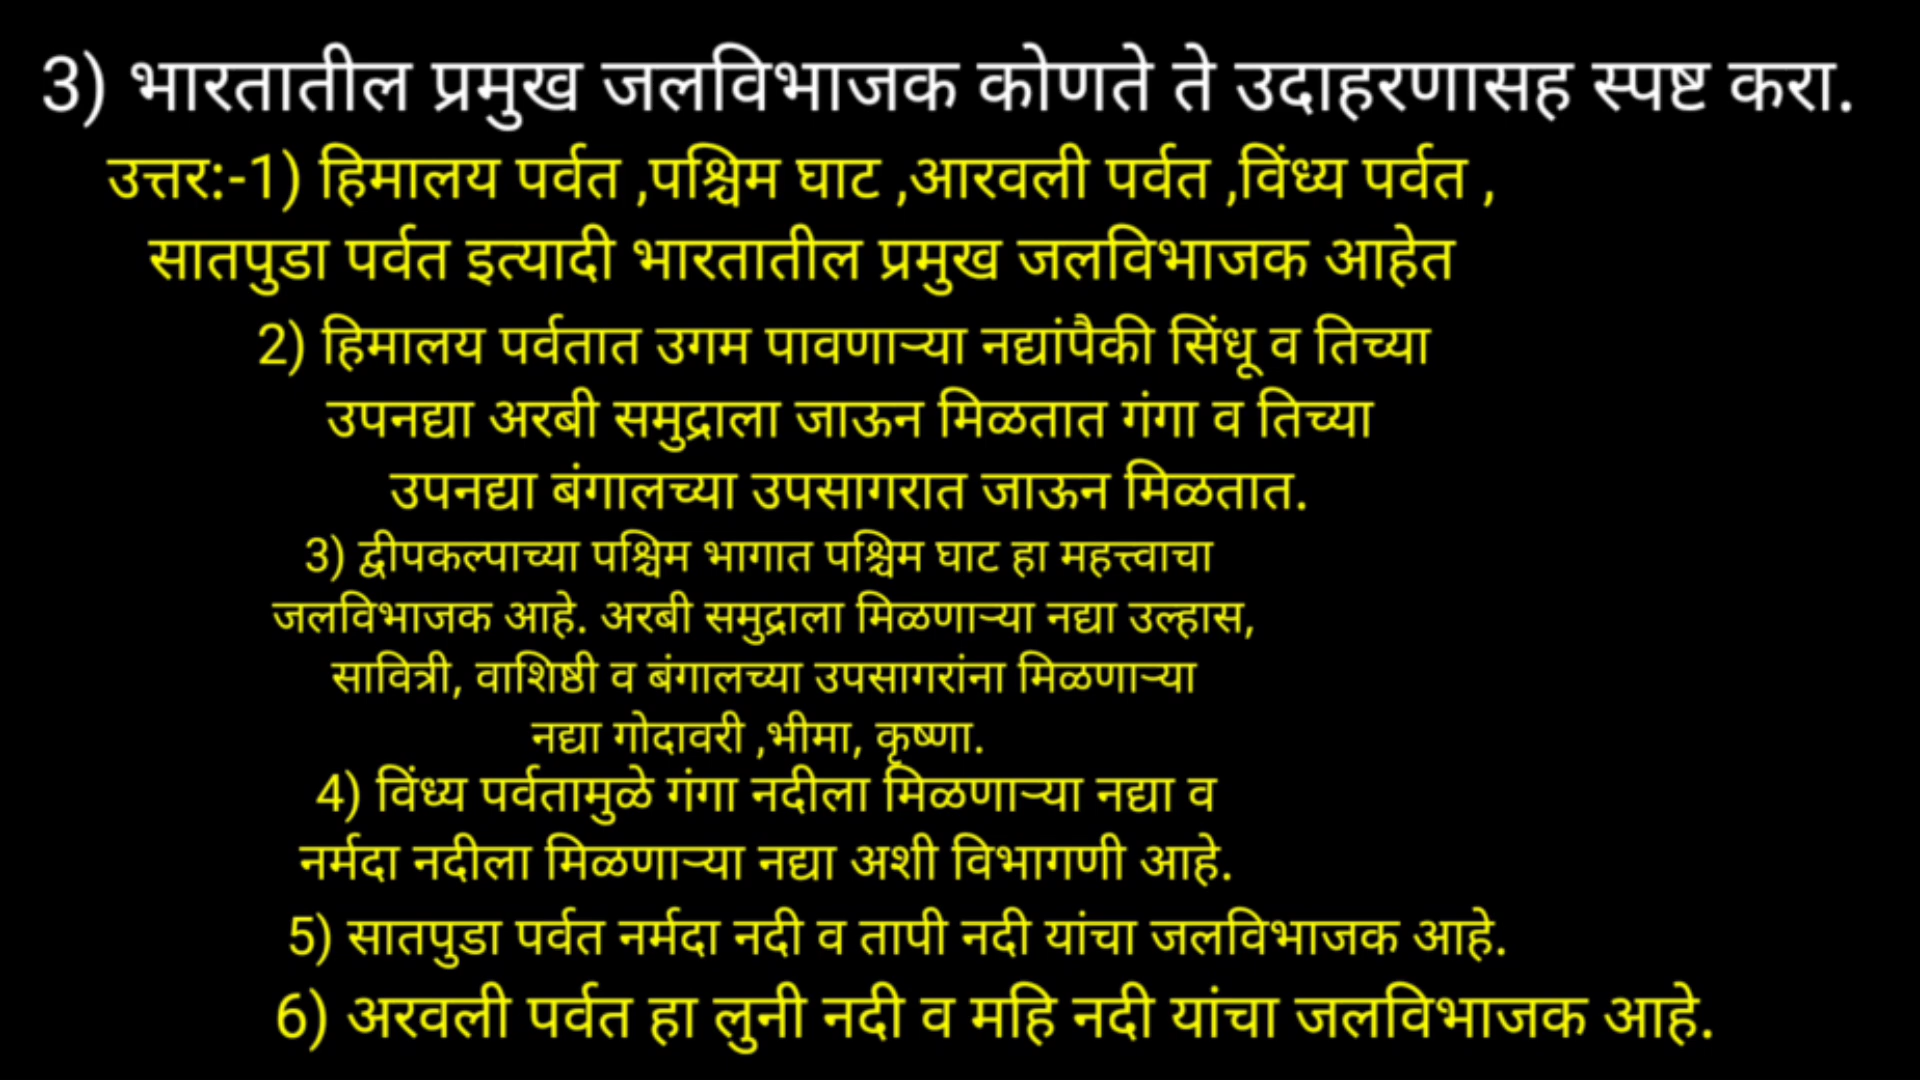 3) भारतातील प्रमुख जलविभाजक कोणते ते उदाहरणासह स्पष्ट करा.
उत्तर:-1) हिमालय पर्वत ,पश्चिम घाट ,आरवली पर्वत ,विंध्य पर्वत ,
सातपुडा पर्वत इत्यादी भारतातील प्रमुख जलविभाजक आहेत
2) हिमालय पर्वतात उगम पावणाऱ्या नद्यांपैकी सिंधू व तिच्या
उपनद्या अरबी समुद्राला जाऊन मिळतात गंगा व तिच्या
उपनद्या बंगालच्या उपसागरात जाऊन मिळतात.
3) द्वीपकल्पाच्या पश्चिम भागात पश्चिम घाट हा महत्त्वाचा
जलविभाजक आहे. अरबी समुद्राला मिळणाऱ्या नद्या उल्हास,
सावित्री, वाशिष्ठी व बंगालच्या उपसागरांना मिळणाऱ्या
नद्या गोदावरी ,भीमा, कृष्णा.
4) विंध्य पर्वतामुळे गंगा नदीला मिळणाऱ्या नद्या व
नर्मदा नदीला मिळणाऱ्या नद्या अशी विभागणी आहे.
5) सातपुडा पर्वत नर्मदा नदी व तापी नदी यांचा जलविभाजक आहे.
6) अरवली पर्वत हा लुनी नदी व महि नदी यांचा जलविभाजक आहे.